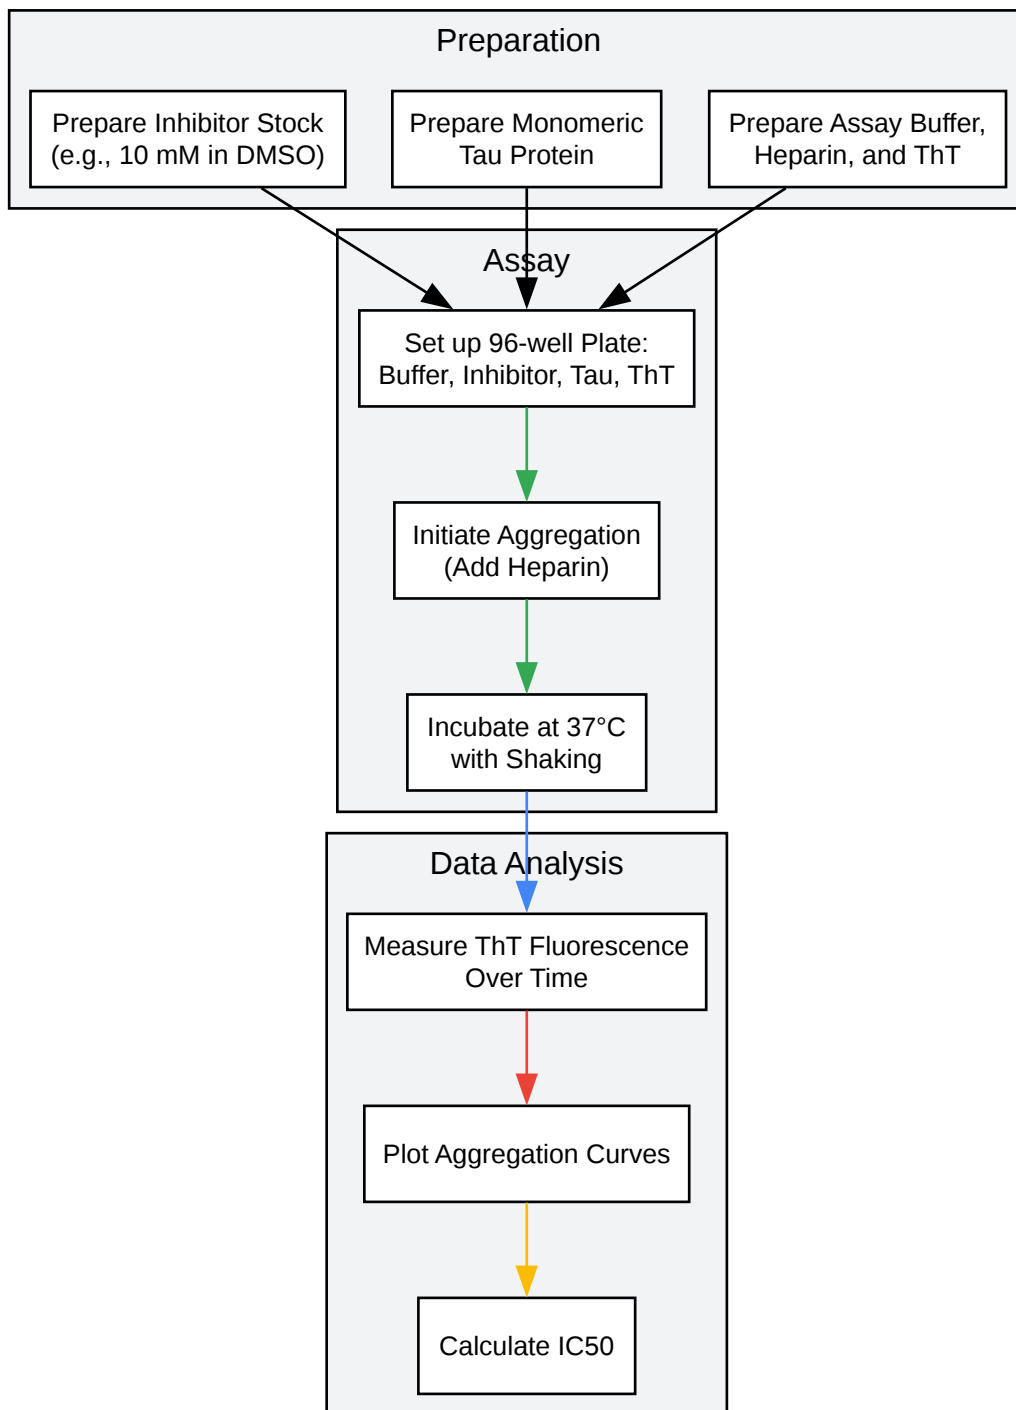 Preparation
Prepare Inhibitor Stock
(e.g., 10 mM in DMSO)
Prepare Monomeric
Tau Protein
Prepare Assay Buffer,
Heparin, and ThT
Assay
Set up 96-well Plate:
Buffer, Inhibitor, Tau, ThT
Initiate Aggregation
(Add Heparin)
Incubate at 37°C
with Shaking
Data Analysis
Measure ThT Fluorescence
Over Time
Plot Aggregation Curves
Calculate IC50